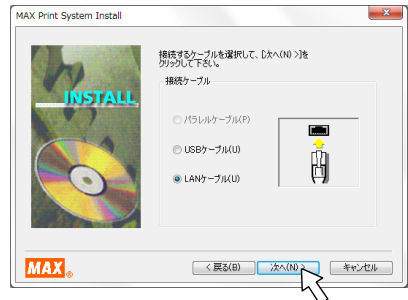 MAX Print System Install
接続するケーブルを選択して、[次へ(N) >]を
クリックして下さい。
INSTALL
接続ケーブル
パラレルケーブル(P)
USBケーブル(U)
LANケーブル(U)
MAX®
< 戻る(B)
次へ(N) >
キャンセル